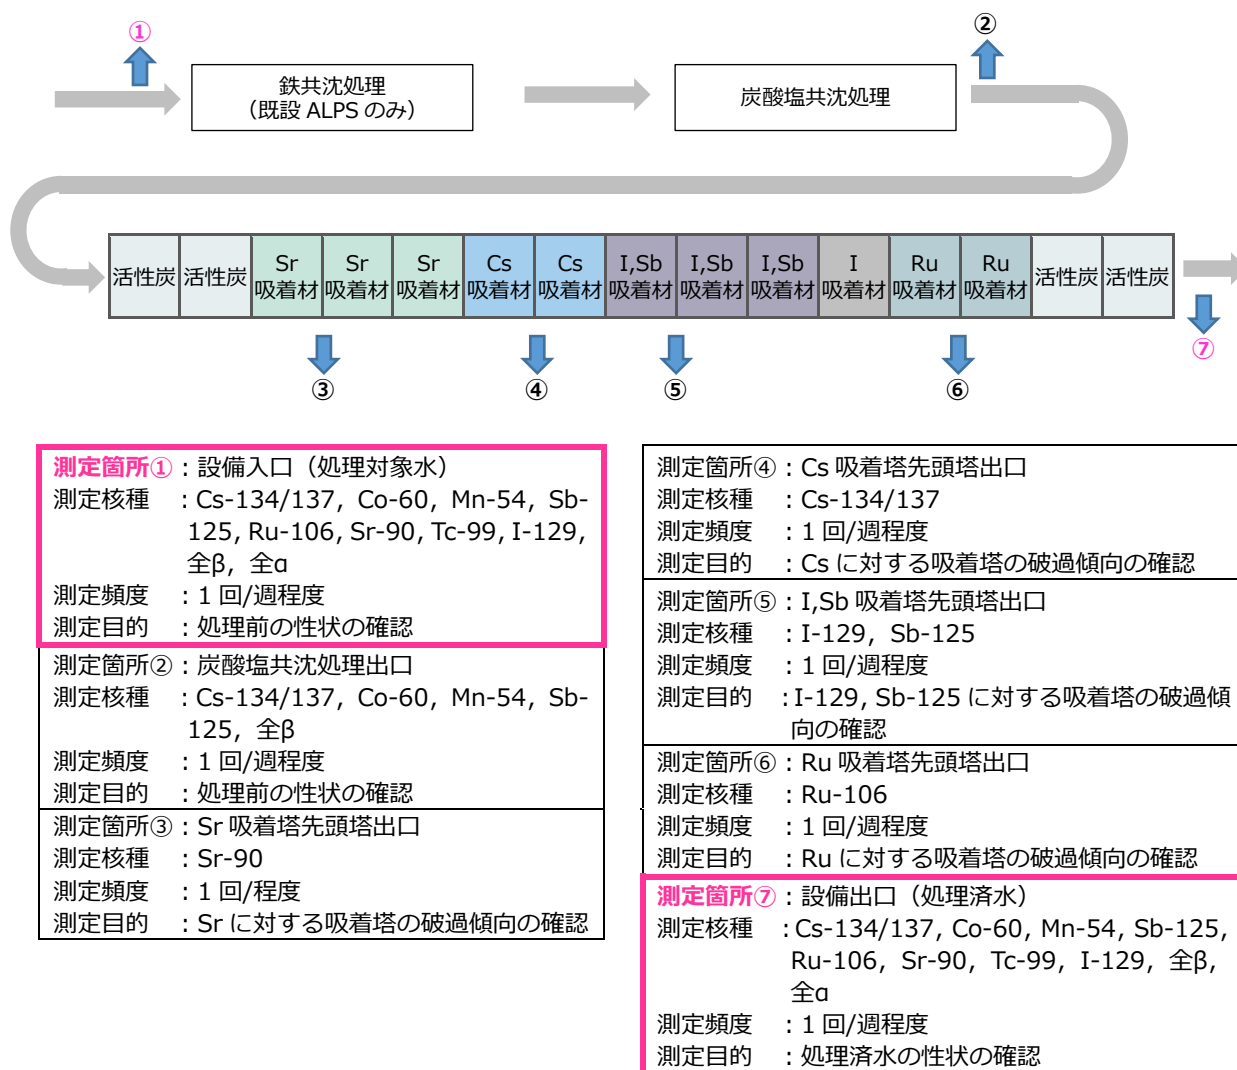 ①
②
鉄共沈処理
（既設 ALPS のみ）
炭酸塩共沈処理
活性炭
活性炭
Sr
吸着材
Sr
吸着材
Sr
吸着材
Cs
吸着材
Cs
吸着材
I,Sb
吸着材
I,Sb
吸着材
I,Sb
吸着材
I
吸着材
Ru
吸着材
Ru
吸着材
活性炭
活性炭
③
④
⑤
⑥
⑦
測定箇所①：設備入口（処理対象水）
測定核種　：Cs-134/137，Co-60，Mn-54，Sb-
125，Ru-106，Sr-90，Tc-99，I-129，
全β，全α
測定頻度　：1 回/週程度
測定目的　：処理前の性状の確認
測定箇所②：炭酸塩共沈処理出口
測定核種　：Cs-134/137，Co-60，Mn-54，Sb-
125，全β
測定頻度　：1 回/週程度
測定目的　：処理前の性状の確認
測定箇所③：Sr 吸着塔先頭塔出口
測定核種　：Sr-90
測定頻度　：1 回/程度
測定目的　：Sr に対する吸着塔の破過傾向の確認
測定箇所④：Cs 吸着塔先頭塔出口
測定核種　：Cs-134/137
測定頻度　：1 回/週程度
測定目的　：Cs に対する吸着塔の破過傾向の確認
測定箇所⑤：I,Sb 吸着塔先頭塔出口
測定核種　：I-129，Sb-125
測定頻度　：1 回/週程度
測定目的　：I-129，Sb-125 に対する吸着塔の破過傾
向の確認
測定箇所⑥：Ru 吸着塔先頭塔出口
測定核種　：Ru-106
測定頻度　：1 回/週程度
測定目的　：Ru に対する吸着塔の破過傾向の確認
測定箇所⑦：設備出口（処理済水）
測定核種　：Cs-134/137，Co-60，Mn-54，Sb-125，
Ru-106，Sr-90，Tc-99，I-129，全β，
全α
測定頻度　：1 回/週程度
測定目的　：処理済水の性状の確認